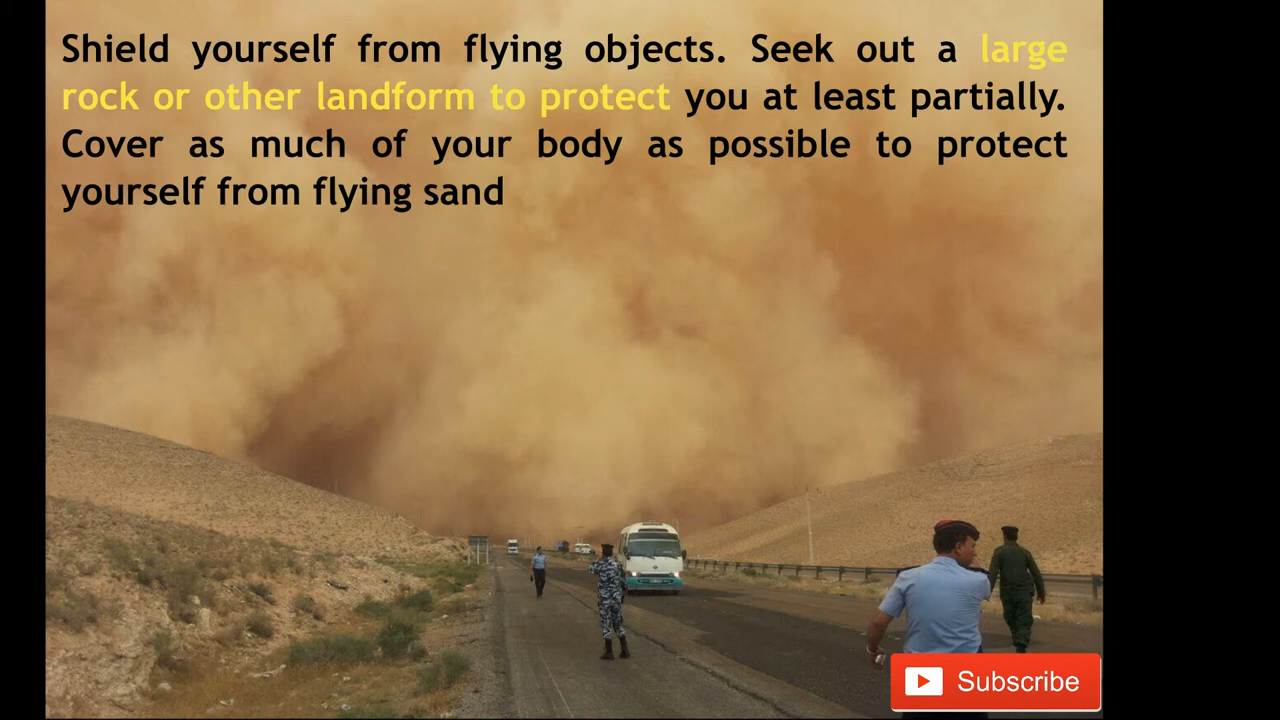 Shield yourself from flying objects. Seek out a large
rock or other landform to protect you at least partially.
Cover as much of your body as possible to protect
yourself from flying sand
Subscribe